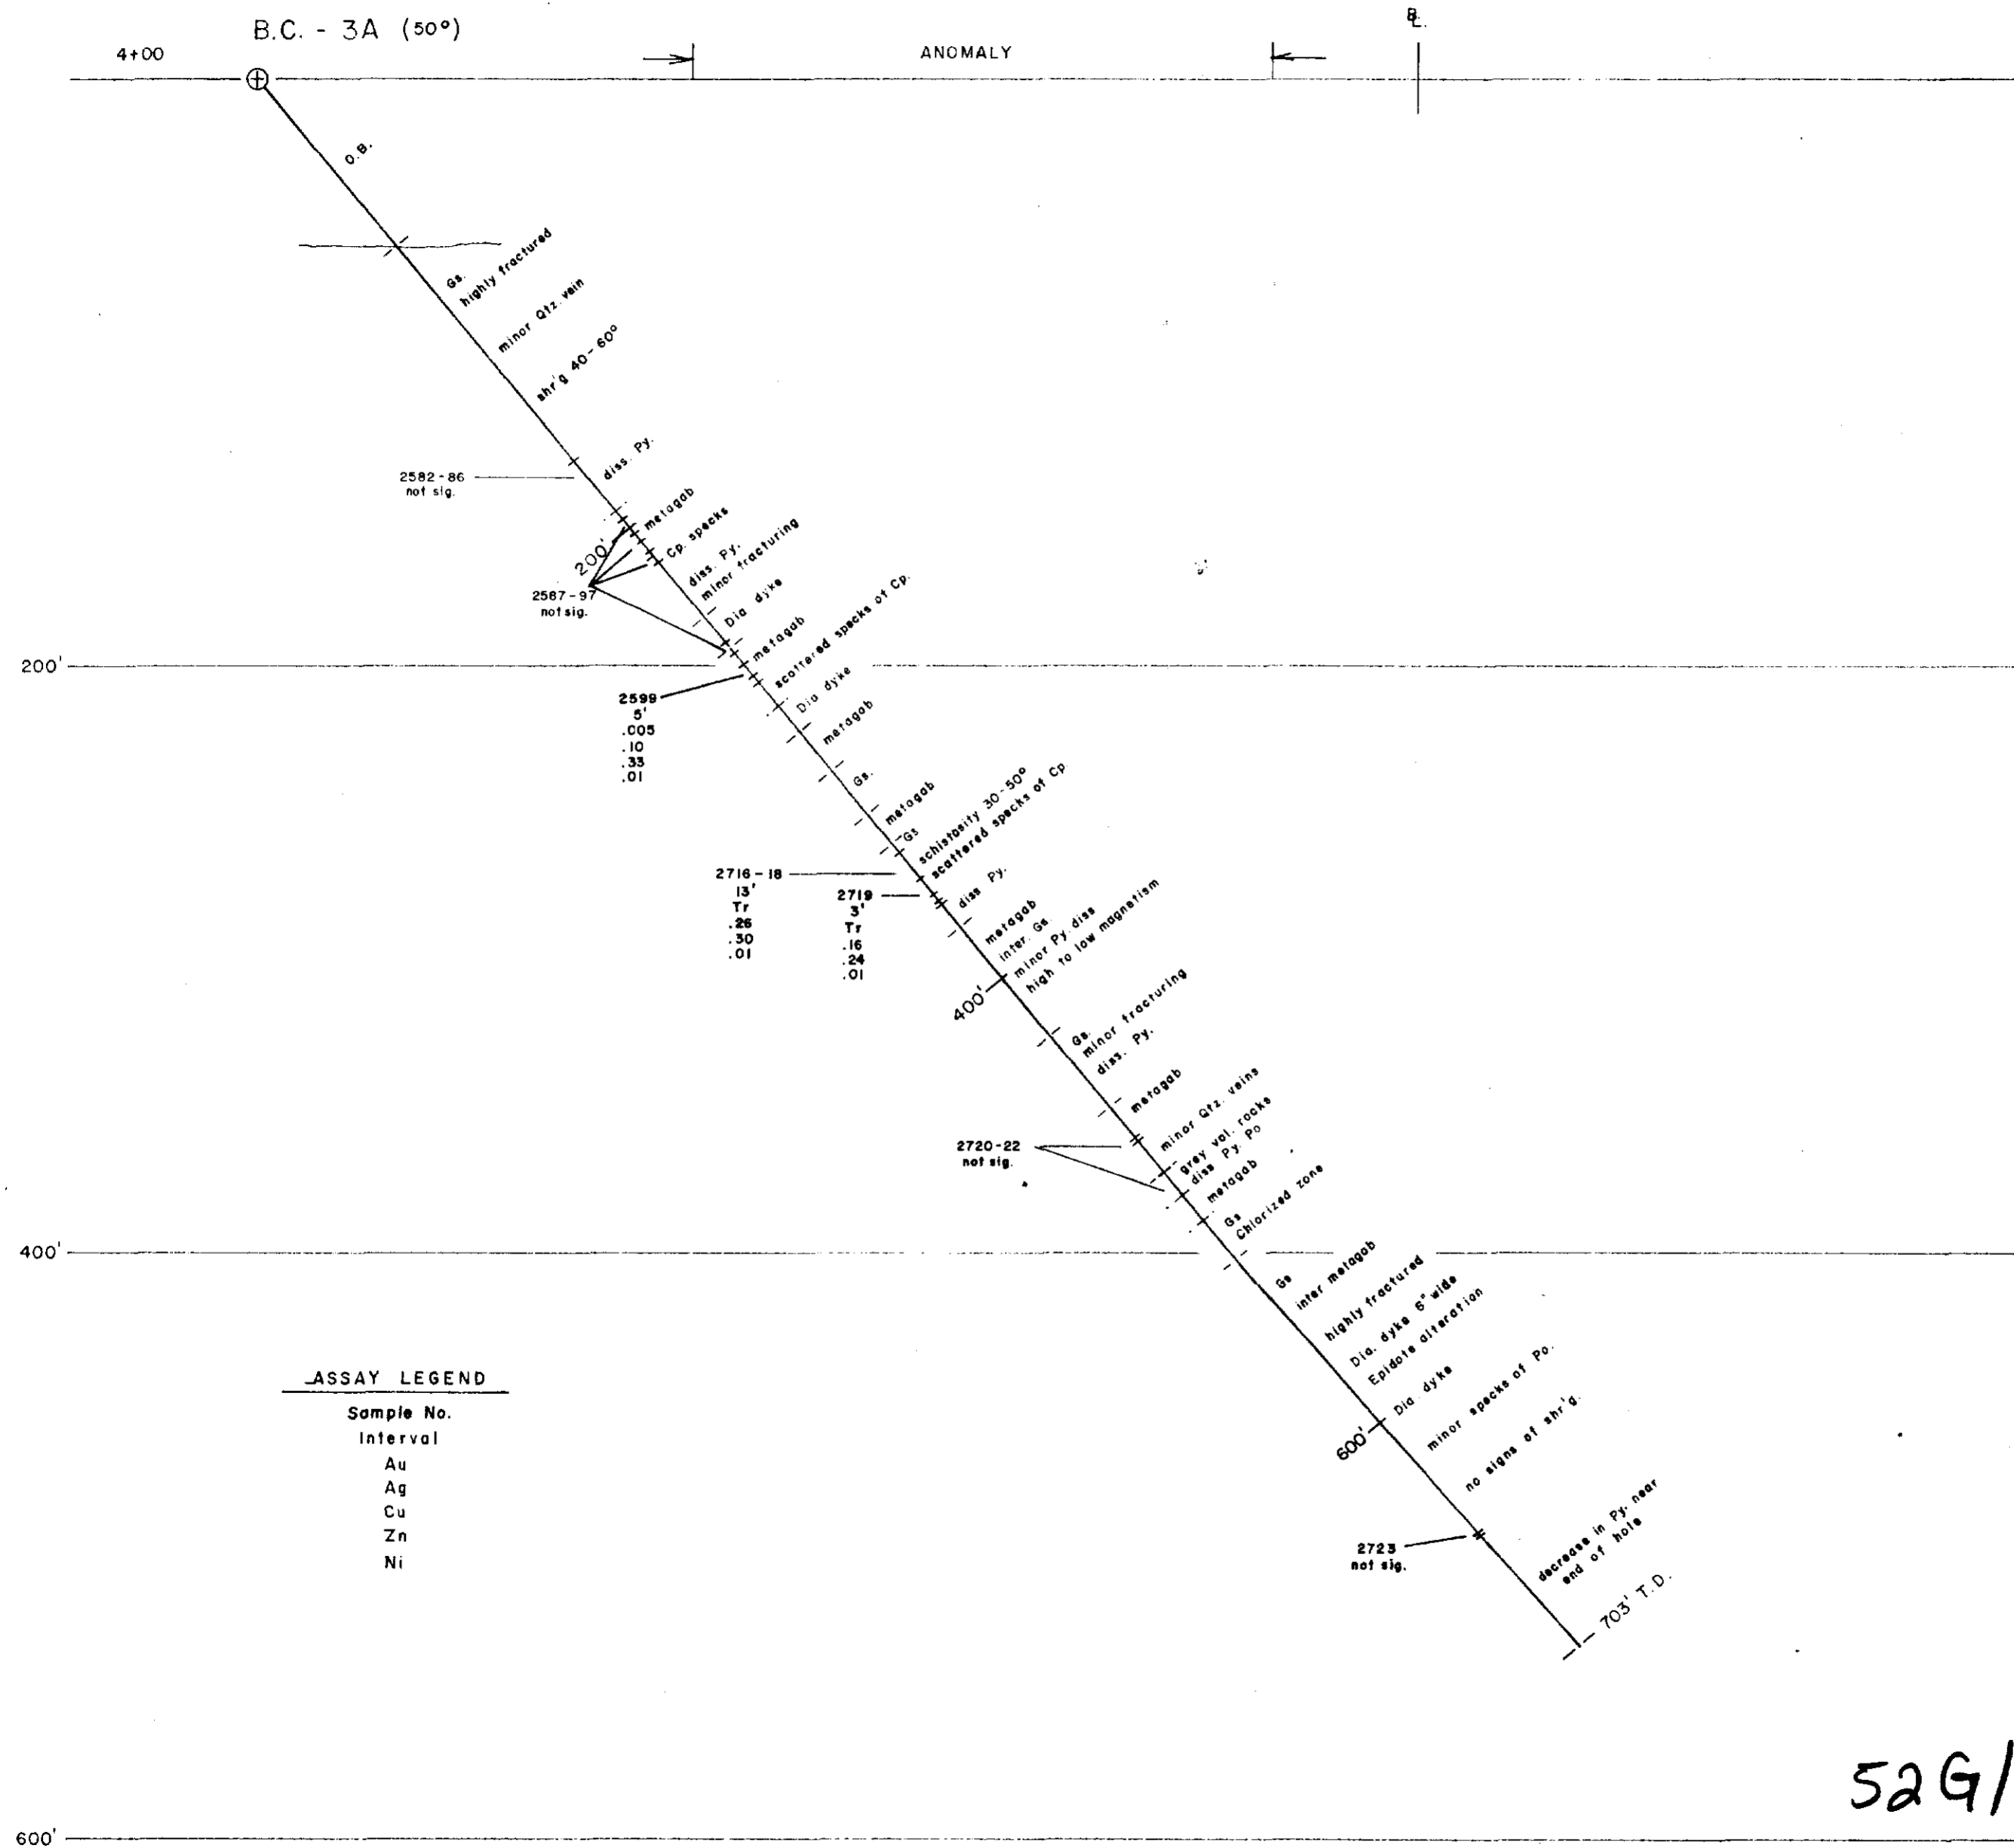 B.C. - 3A (50°)
4+00
ANOMALY
B.L.
O.B.
Gs.
highly fractured
minor Qtz. vein
shr'g 40-60°
diss. Py.
2582-86
not sig.
metagab
Cp. specks
200'
diss. Py.
minor fracturing
2587-97
not sig.
Dia dyke
metagab
scattered specks of Cp.
200'
2599
5'
.005
.10
.33
.01
Dia dyke
metagab
Gs.
metagab
Gs
schistosity 30-50°
scattered specks of Cp.
2716-18
13'
Tr
.26
.30
.01
2719
3'
Tr
.16
.24
.01
diss Py.
metagab
inter. Gs.
minor Py. diss
high to low magnetism
400'
Gs.
minor fracturing
diss. Py.
metagab
minor Qtz. veins
2720-22
not sig.
grey vol. rocks
diss Py. Po
metagab
Gs
Chlorized zone
400'
Gs
inter metagab
highly fractured
Dia. dyke 6" wide
Epidote alteration
Dia. dyke
600'
minor specks of Po.
no signs of shr'g.
2723
not sig.
decrease in Py. near
end of hole
703' T.D.
ASSAY LEGEND
Sample No.
Interval
Au
Ag
Cu
Zn
Ni
52G/
600'